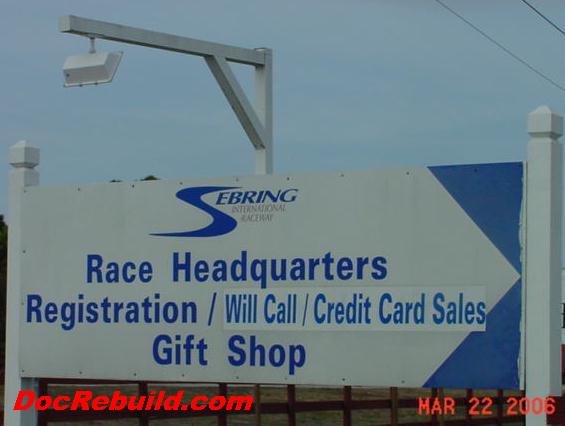 SEBRING
INTERNATIONAL
RACEWAY
Race Headquarters
Registration / Will Call / Credit Card Sales
Gift Shop
DocRebuild.com
MAR 22 2006